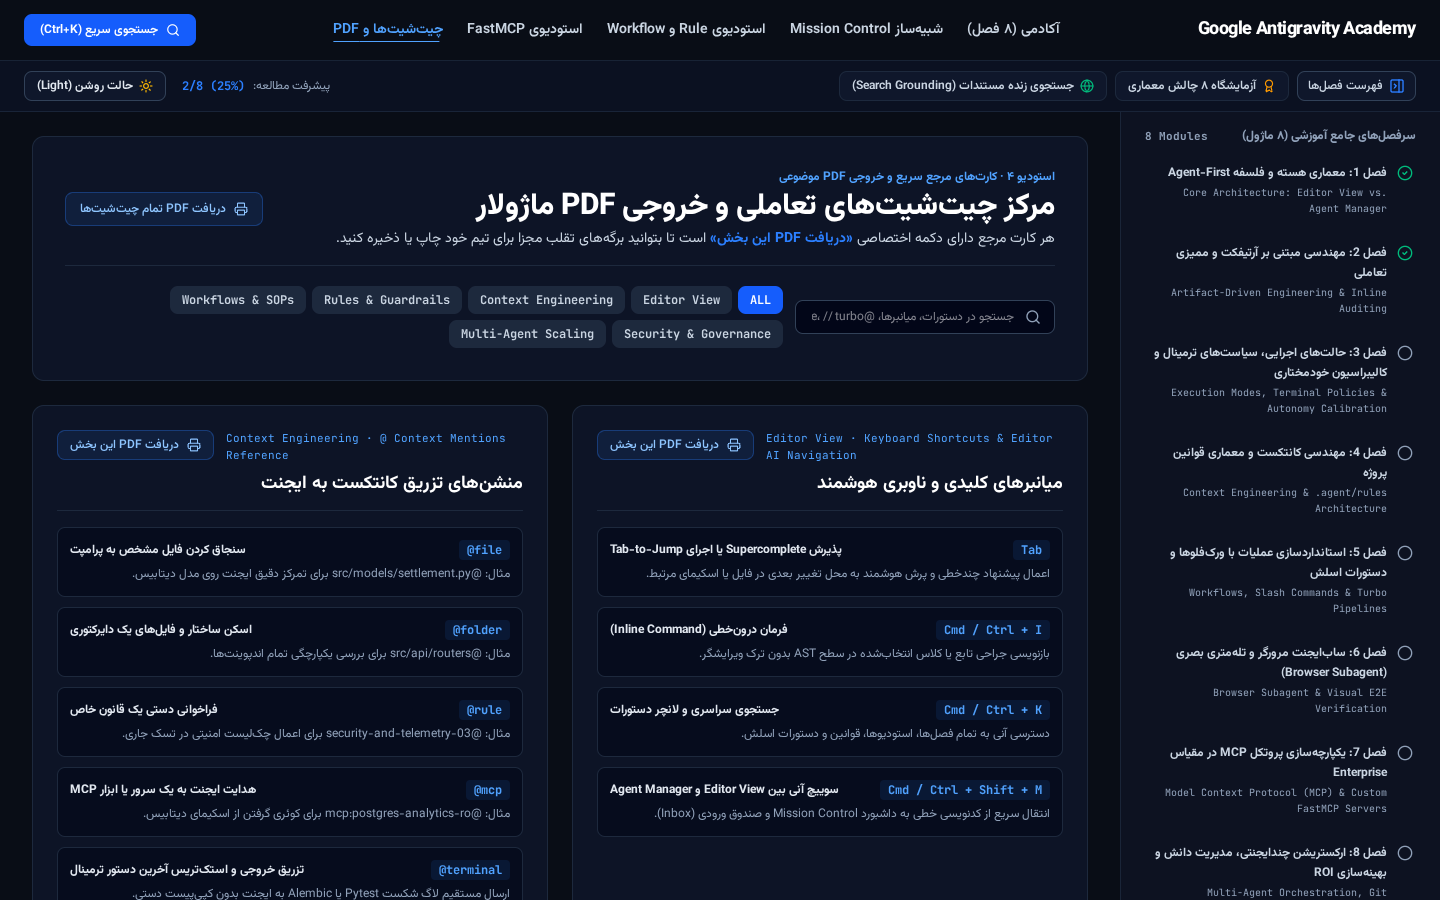 Google Antigravity Academy
آکادمی (۸ فصل)
شبیه‌ساز Mission Control
استودیوی Rule و Workflow
استودیوی FastMCP
چیت‌شیت‌ها و PDF
جستجوی سریع (Ctrl+K)
فهرست فصل‌ها
آزمایشگاه ۸ چالش معماری
جستجوی زنده مستندات (Search Grounding)
پیشرفت مطالعه: 2/8 (25%)
حالت روشن (Light)
سرفصل‌های جامع آموزشی (۸ ماژول)
8 Modules
فصل 1: معماری هسته و فلسفه Agent-First
Core Architecture: Editor View vs.
Agent Manager
فصل 2: مهندسی مبتنی بر آرتیفکت و ممیزی
تعاملی
Artifact-Driven Engineering & Inline
Auditing
فصل 3: حالت‌های اجرایی، سیاست‌های ترمینال و
کالیبراسیون خودمختاری
Execution Modes, Terminal Policies &
Autonomy Calibration
فصل 4: مهندسی کانتکست و معماری قوانین
پروژه
Context Engineering & .agent/rules
Architecture
فصل 5: استانداردسازی عملیات با ورک‌فلوها و
دستورات اسلش
Workflows, Slash Commands & Turbo
Pipelines
فصل 6: ساب‌ایجنت مرورگر و تله‌متری بصری
(Browser Subagent)
Browser Subagent & Visual E2E
Verification
فصل 7: یکپارچه‌سازی پروتکل MCP در مقیاس
Enterprise
Model Context Protocol (MCP) & Custom
FastMCP Servers
فصل 8: ارکستریشن چندایجنتی، مدیریت دانش و
بهینه‌سازی ROI
Multi-Agent Orchestration, Git
استودیو ۴ · کارت‌های مرجع سریع و خروجی PDF موضوعی
مرکز چیت‌شیت‌های تعاملی و خروجی PDF ماژولار
هر کارت مرجع دارای دکمه اختصاصی «دریافت PDF این بخش» است تا بتوانید برگه‌های تقلب مجزا برای تیم خود چاپ یا ذخیره کنید.
دریافت PDF تمام چیت‌شیت‌ها
جستجو در دستورات، میانبرها، @e، // turbo
ALL
Editor View
Context Engineering
Rules & Guardrails
Workflows & SOPs
Security & Governance
Multi-Agent Scaling
Editor View · Keyboard Shortcuts & Editor
AI Navigation
دریافت PDF این بخش
میانبرهای کلیدی و ناوبری هوشمند
Tab
پذیرش Supercomplete یا اجرای Tab-to-Jump
اعمال پیشنهاد چندخطی و پرش هوشمند به محل تغییر بعدی در فایل یا اسکیمای مرتبط.
Cmd / Ctrl + I
فرمان درون‌خطی (Inline Command)
بازنویسی جراحی تابع یا کلاس انتخاب‌شده در سطح AST بدون ترک ویرایشگر.
Cmd / Ctrl + K
جستجوی سراسری و لانچر دستورات
دسترسی آنی به تمام فصل‌ها، استودیوها، قوانین و دستورات اسلش.
Cmd / Ctrl + Shift + M
سوییچ آنی بین Editor View و Agent Manager
انتقال سریع از کدنویسی خطی به داشبورد Mission Control و صندوق ورودی (Inbox).
Context Engineering · @ Context Mentions
Reference
دریافت PDF این بخش
منشن‌های تزریق کانتکست به ایجنت
@file
سنجاق کردن فایل مشخص به پرامپت
مثال: @src/models/settlement.py برای تمرکز دقیق ایجنت روی مدل دیتابیس.
@folder
اسکن ساختار و فایل‌های یک دایرکتوری
مثال: @src/api/routers برای بررسی یکپارچگی تمام اندپوینت‌ها.
@rule
فراخوانی دستی یک قانون خاص
مثال: @security-and-telemetry-03 برای اعمال چک‌لیست امنیتی در تسک جاری.
@mcp
هدایت ایجنت به یک سرور یا ابزار MCP
مثال: @mcp:postgres-analytics-ro برای کوئری گرفتن از اسکیمای دیتابیس.
@terminal
تزریق خروجی و استک‌تریس آخرین دستور ترمینال
ارسال مستقیم لاگ شکست Pytest یا Alembic به ایجنت بدون کپی‌پیست دستی.